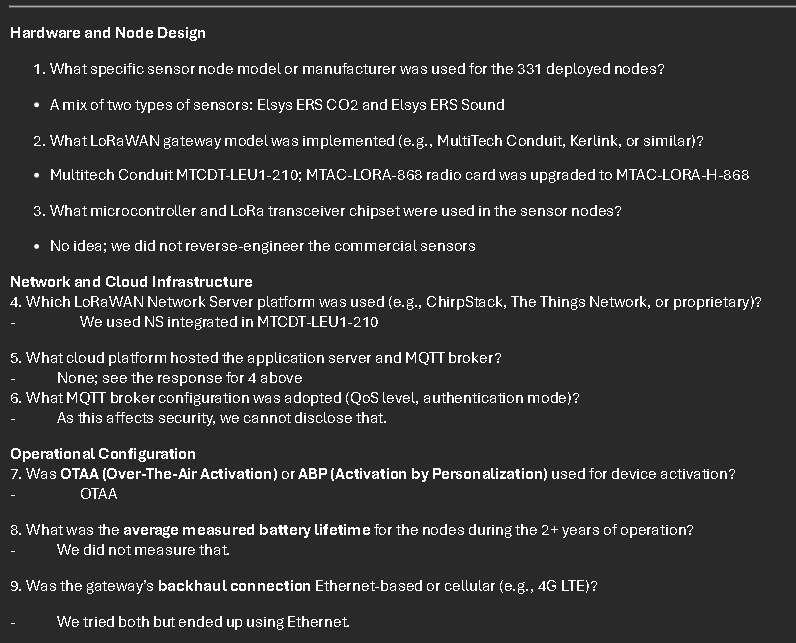 Hardware and Node Design
1. What specific sensor node model or manufacturer was used for the 331 deployed nodes?
• A mix of two types of sensors: Elsys ERS CO2 and Elsys ERS Sound
2. What LoRaWAN gateway model was implemented (e.g., MultiTech Conduit, Kerlink, or similar)?
• Multitech Conduit MTCDT-LEU1-210; MTAC-LORA-868 radio card was upgraded to MTAC-LORA-H-868
3. What microcontroller and LoRa transceiver chipset were used in the sensor nodes?
• No idea; we did not reverse-engineer the commercial sensors
Network and Cloud Infrastructure
4. Which LoRaWAN Network Server platform was used (e.g., ChirpStack, The Things Network, or proprietary)?
- We used NS integrated in MTCDT-LEU1-210
5. What cloud platform hosted the application server and MQTT broker?
- None; see the response for 4 above
6. What MQTT broker configuration was adopted (QoS level, authentication mode)?
- As this affects security, we cannot disclose that.
Operational Configuration
7. Was OTAA (Over-The-Air Activation) or ABP (Activation by Personalization) used for device activation?
- OTAA
8. What was the average measured battery lifetime for the nodes during the 2+ years of operation?
- We did not measure that.
9. Was the gateway's backhaul connection Ethernet-based or cellular (e.g., 4G LTE)?
- We tried both but ended up using Ethernet.